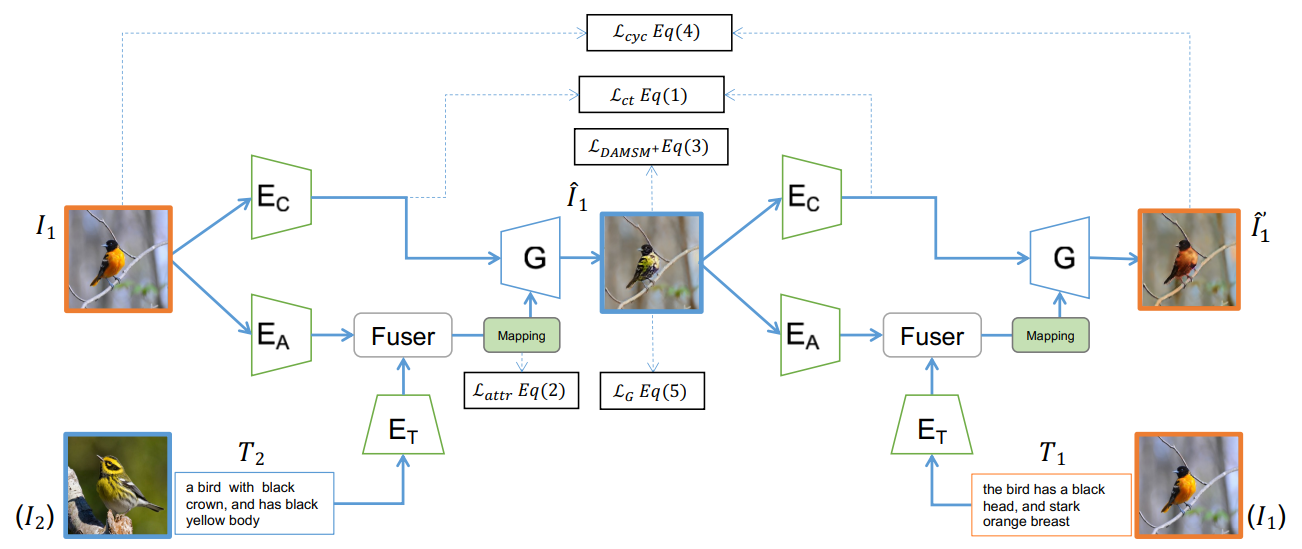 ℒ_cyc Eq(4)
ℒ_ct Eq(1)
ℒ_DAMSM⁺ Eq(3)
E_C
Î_1
E_C
I_1
Î′_1
G
G
E_A
Fuser
Mapping
E_A
Fuser
Mapping
ℒ_attr Eq(2)
ℒ_G Eq(5)
E_T
E_T
T_2
T_1
a bird with black
crown, and has black
yellow body
the bird has a black
head, and stark
orange breast
(I_2)
(I_1)